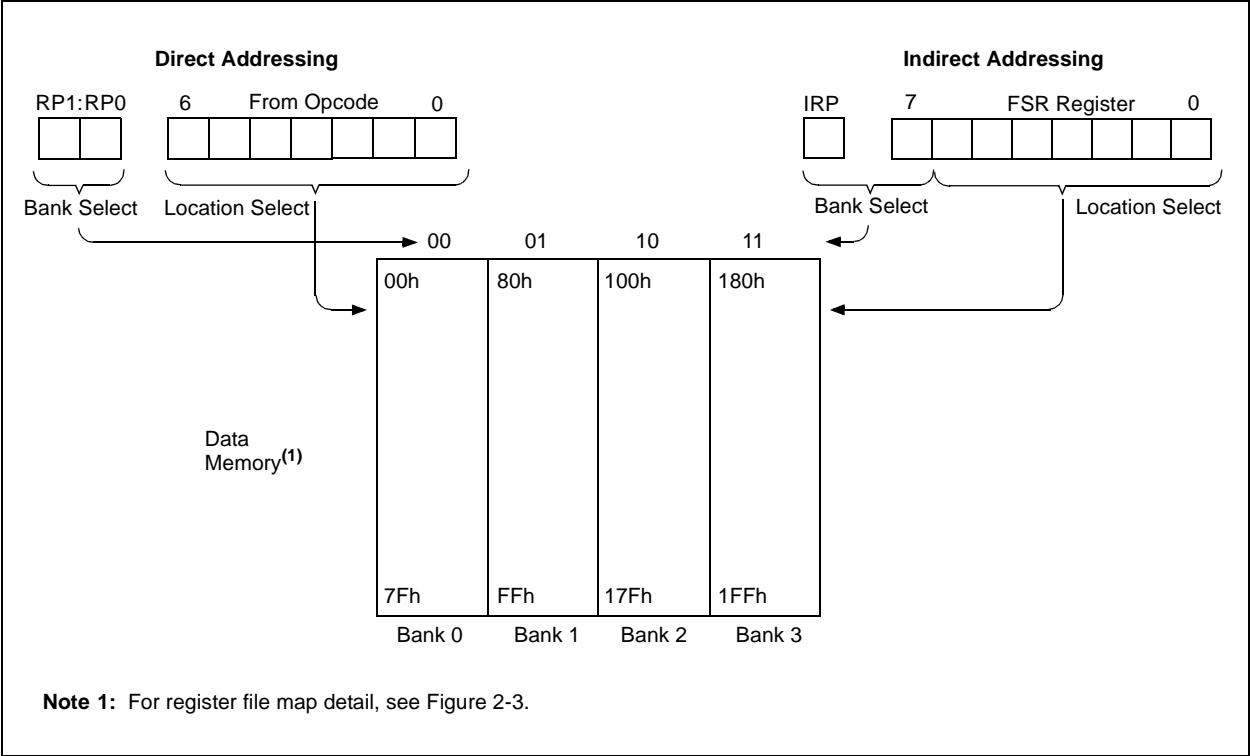 Direct Addressing
Indirect Addressing
RP1:RP0 6 From Opcode 0
IRP 7 FSR Register 0
Bank Select Location Select
Bank Select Location Select
00 01 10 11
00h 80h 100h 180h
Data
Memory(1)
7Fh FFh 17Fh 1FFh
Bank 0 Bank 1 Bank 2 Bank 3
Note 1: For register file map detail, see Figure 2-3.